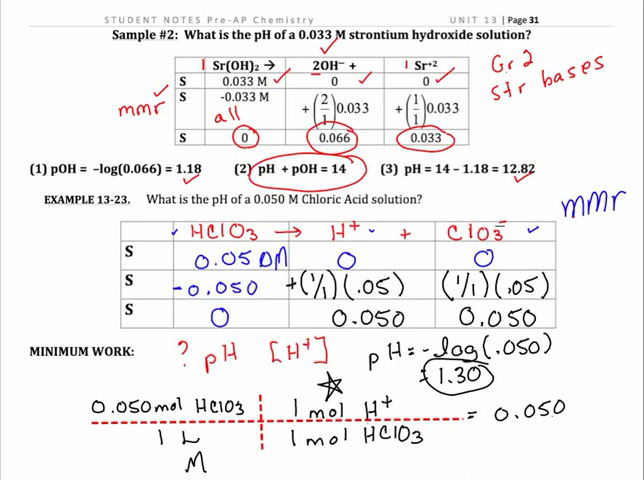 STUDENT NOTES Pre-AP Chemistry UNIT 13 | Page 31
Sample #2: What is the pH of a 0.033 M strontium hydroxide solution?
1 Sr(OH)₂ → 2OH⁻ + 1 Sr⁺² Gr 2
S 0.033 M 0 0 str bases
mmr S -0.033 M +(2/1)0.033 +(1/1)0.033
all
S 0 0.066 0.033
(1) pOH = −log(0.066) = 1.18 (2) pH + pOH = 14 (3) pH = 14 − 1.18 = 12.82
EXAMPLE 13-23. What is the pH of a 0.050 M Chloric Acid solution?
mmr
HClO3 → H+ + ClO3⁻
S 0.050M 0 0
S -0.050 +(1/1)(.05) (1/1)(.05)
S 0 0.050 0.050
MINIMUM WORK: ? pH [H+] pH = -log(.050)
= 1.30
0.050mol HClO3 1 mol H+ = 0.050
1 L 1 mol HClO3
M